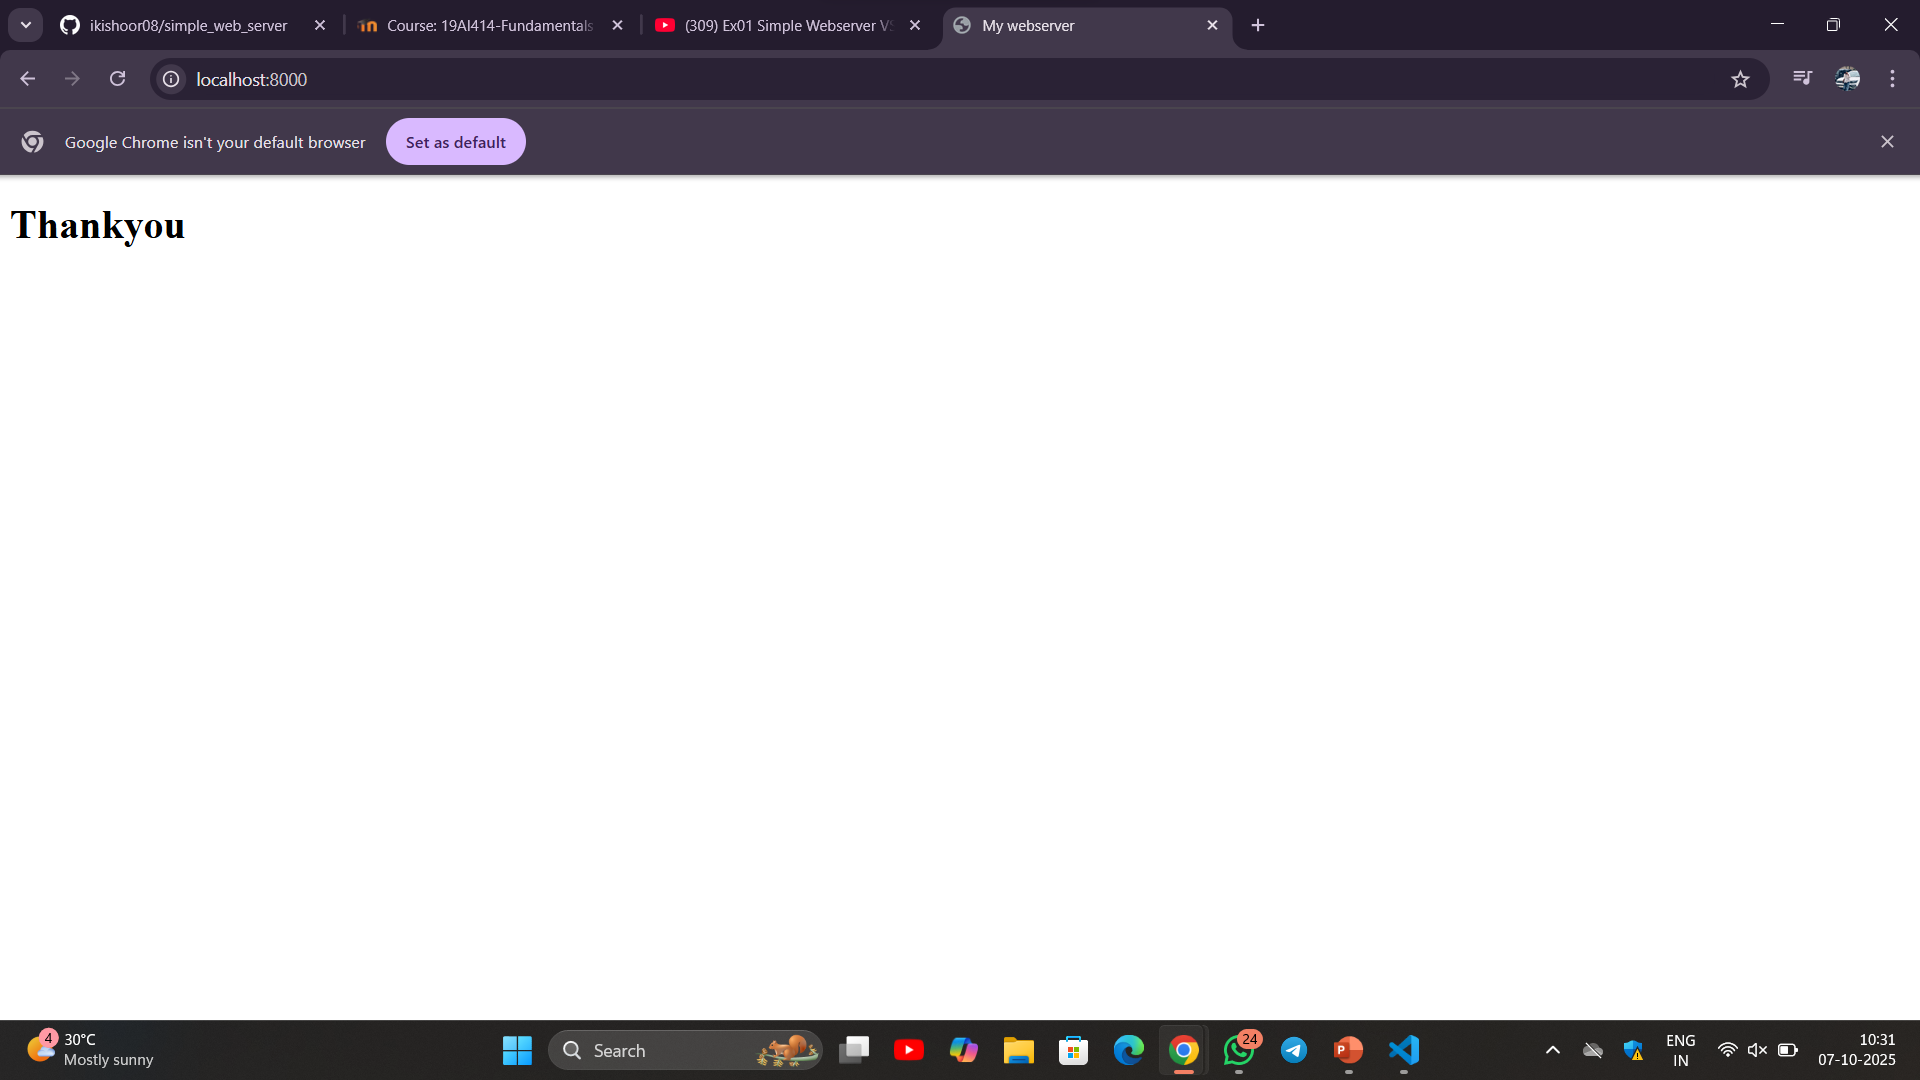 ikishoor08/simple_web_server
Course: 19AI414-Fundamentals
(309) Ex01 Simple Webserver VS
My webserver
localhost:8000
Google Chrome isn't your default browser
Set as default
Thankyou
4
30°C
Mostly sunny
Search
24
ENG
IN
10:31
07-10-2025